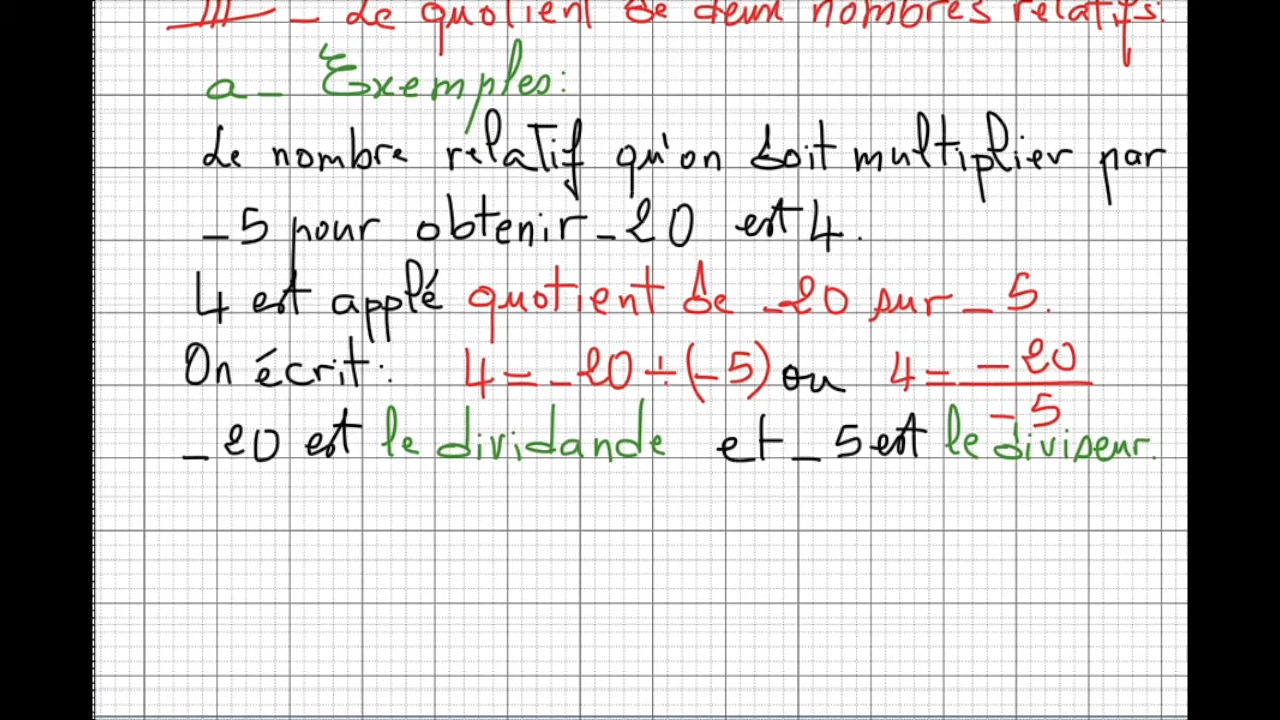 III - Le quotient de deux nombres relatifs:
a - Exemples:
Le nombre relatif qu'on doit multiplier par
-5 pour obtenir -20 est 4.
4 est applé quotient de -20 sur -5.
On écrit: 4 = -20 ÷ (-5) ou 4 = -20/-5
-20 est le dividande et -5 est le diviseur.